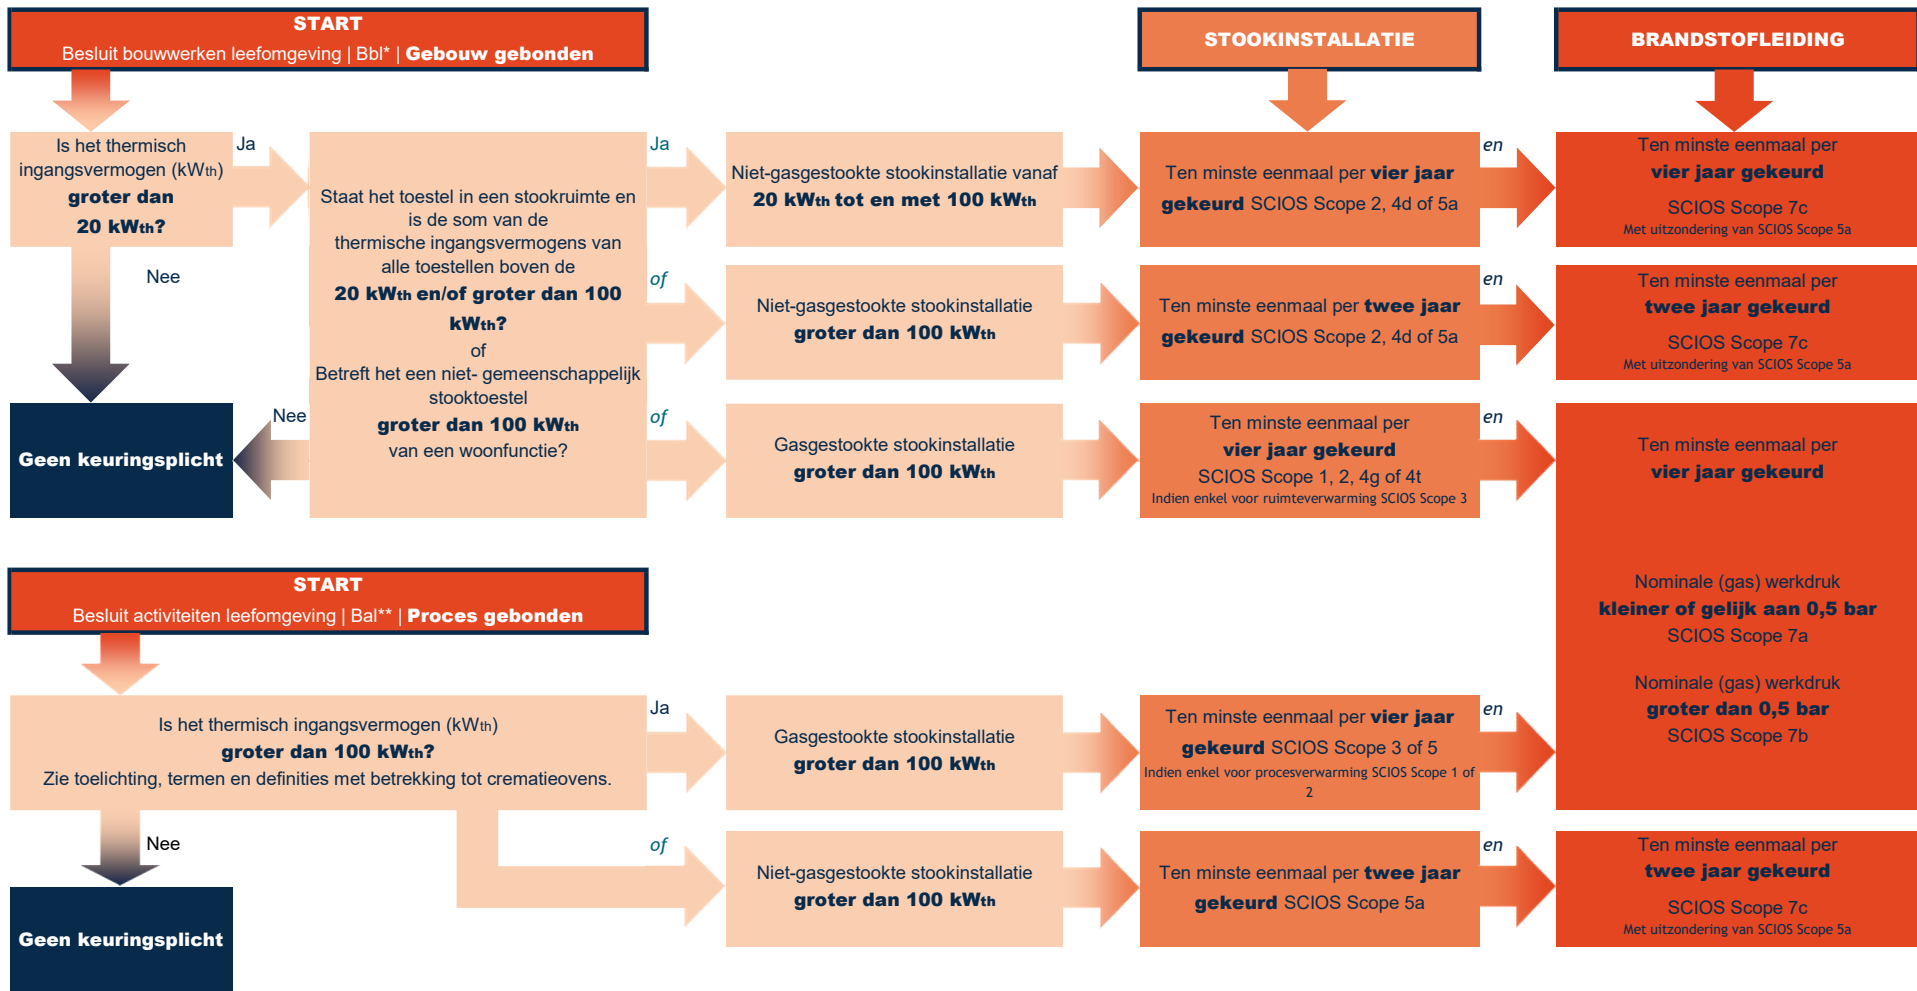 START
Besluit bouwwerken leefomgeving | Bbl* | Gebouw gebonden
STOOKINSTALLATIE
BRANDSTOFLEIDING
Is het thermisch
ingangsvermogen (kWth)
groter dan
20 kWth?
Ja
Nee
Geen keuringsplicht
Staat het toestel in een stookruimte en
is de som van de
thermische ingangsvermogens van
alle toestellen boven de
20 kWth en/of groter dan 100
kWth?
of
Betreft het een niet- gemeenschappelijk
stooktoestel
groter dan 100 kWth
van een woonfunctie?
Nee
Ja
Niet-gasgestookte stookinstallatie vanaf
20 kWth tot en met 100 kWth
Ten minste eenmaal per vier jaar
gekeurd SCIOS Scope 2, 4d of 5a
en
Ten minste eenmaal per
vier jaar gekeurd
SCIOS Scope 7c
Met uitzondering van SCIOS Scope 5a
of
Niet-gasgestookte stookinstallatie
groter dan 100 kWth
Ten minste eenmaal per twee jaar
gekeurd SCIOS Scope 2, 4d of 5a
en
Ten minste eenmaal per
twee jaar gekeurd
SCIOS Scope 7c
Met uitzondering van SCIOS Scope 5a
of
Gasgestookte stookinstallatie
groter dan 100 kWth
Ten minste eenmaal per
vier jaar gekeurd
SCIOS Scope 1, 2, 4g of 4t
Indien enkel voor ruimteverwarming SCIOS Scope 3
en
Ten minste eenmaal per
vier jaar gekeurd
Nominale (gas) werkdruk
kleiner of gelijk aan 0,5 bar
SCIOS Scope 7a
Nominale (gas) werkdruk
groter dan 0,5 bar
SCIOS Scope 7b
START
Besluit activiteiten leefomgeving | Bal** | Proces gebonden
Is het thermisch ingangsvermogen (kWth)
groter dan 100 kWth?
Zie toelichting, termen en definities met betrekking tot crematieovens.
Nee
Geen keuringsplicht
Ja
Gasgestookte stookinstallatie
groter dan 100 kWth
Ten minste eenmaal per vier jaar
gekeurd SCIOS Scope 3 of 5
Indien enkel voor procesverwarming SCIOS Scope 1 of
2
en
of
Niet-gasgestookte stookinstallatie
groter dan 100 kWth
Ten minste eenmaal per twee jaar
gekeurd SCIOS Scope 5a
en
Ten minste eenmaal per
twee jaar gekeurd
SCIOS Scope 7c
Met uitzondering van SCIOS Scope 5a